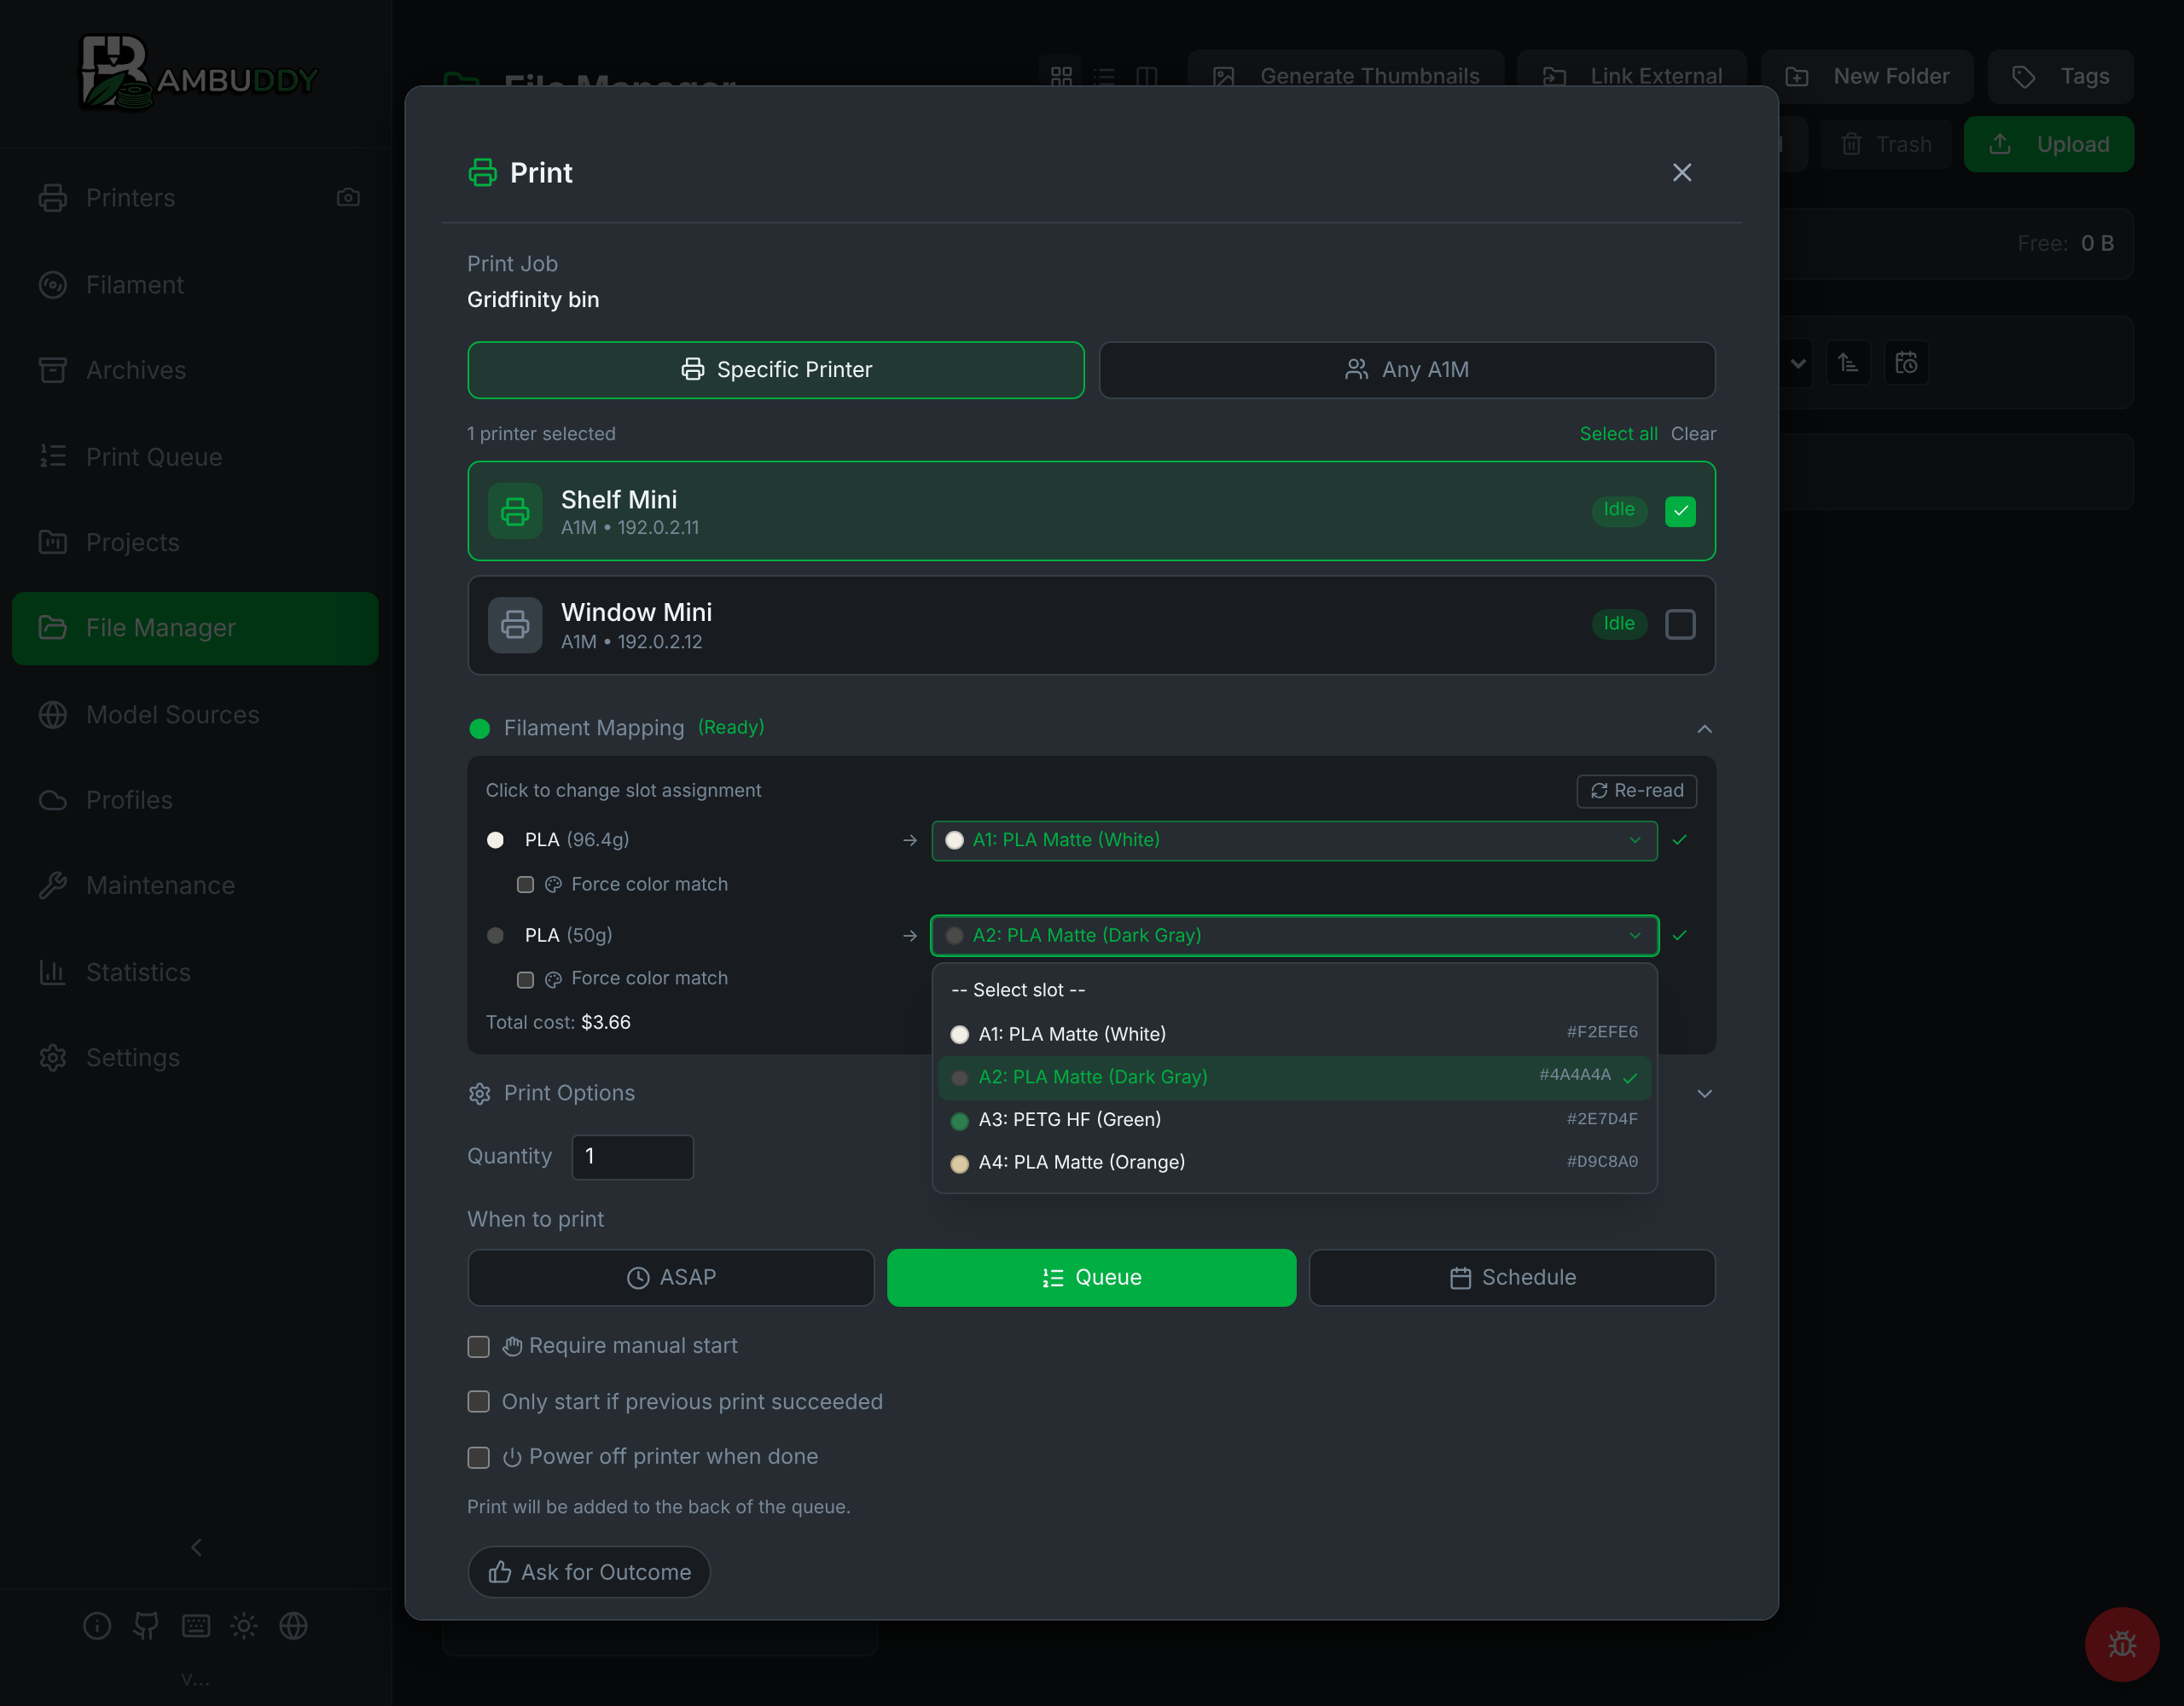 AMBUDDY
File Manager
Generate Thumbnails
Link External
New Folder
Tags
Trash
Upload
Printers
Filament
Archives
Print Queue
Projects
File Manager
Model Sources
Profiles
Maintenance
Statistics
Settings
V...
Free: 0 B
Print
Print Job
Gridfinity bin
Specific Printer
Any A1M
1 printer selected
Select all Clear
Shelf Mini
A1M • 192.0.2.11
Idle
Window Mini
A1M • 192.0.2.12
Idle
Filament Mapping (Ready)
Click to change slot assignment
Re-read
PLA (96.4g)
→
A1: PLA Matte (White)
Force color match
PLA (50g)
→
A2: PLA Matte (Dark Gray)
Force color match
Total cost: $3.66
-- Select slot --
A1: PLA Matte (White) #F2EFE6
A2: PLA Matte (Dark Gray) #4A4A4A
A3: PETG HF (Green) #2E7D4F
A4: PLA Matte (Orange) #D9C8A0
Print Options
Quantity 1
When to print
ASAP
Queue
Schedule
Require manual start
Only start if previous print succeeded
Power off printer when done
Print will be added to the back of the queue.
Ask for Outcome